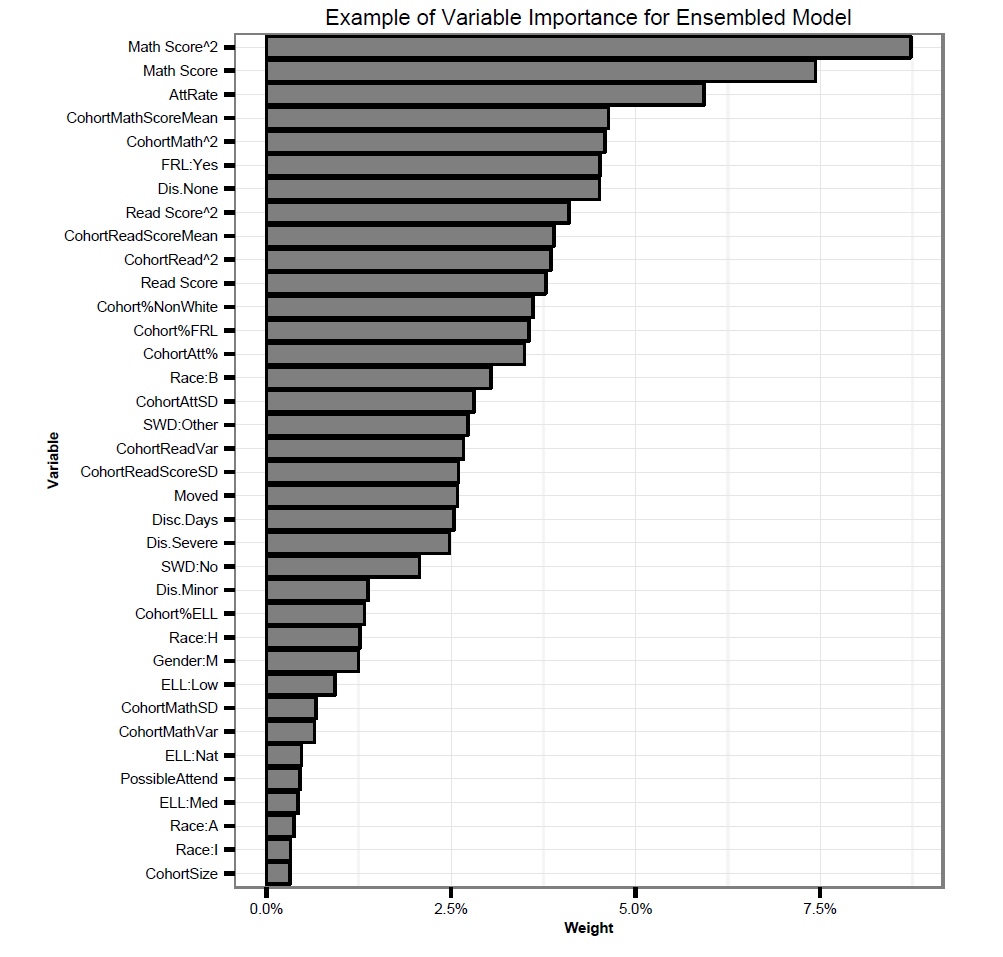 Example of Variable Importance for Ensembled Model
Math Score^2
Math Score
AttRate
CohortMathScoreMean
CohortMath^2
FRL:Yes
Dis.None
Read Score^2
CohortReadScoreMean
CohortRead^2
Read Score
Cohort%NonWhite
Cohort%FRL
CohortAtt%
Race:B
CohortAttSD
SWD:Other
CohortReadVar
CohortReadScoreSD
Moved
Disc.Days
Dis.Severe
SWD:No
Dis.Minor
Cohort%ELL
Race:H
Gender:M
ELL:Low
CohortMathSD
CohortMathVar
ELL:Nat
PossibleAttend
ELL:Med
Race:A
Race:I
CohortSize
Variable
0.0% 2.5% 5.0% 7.5%
Weight